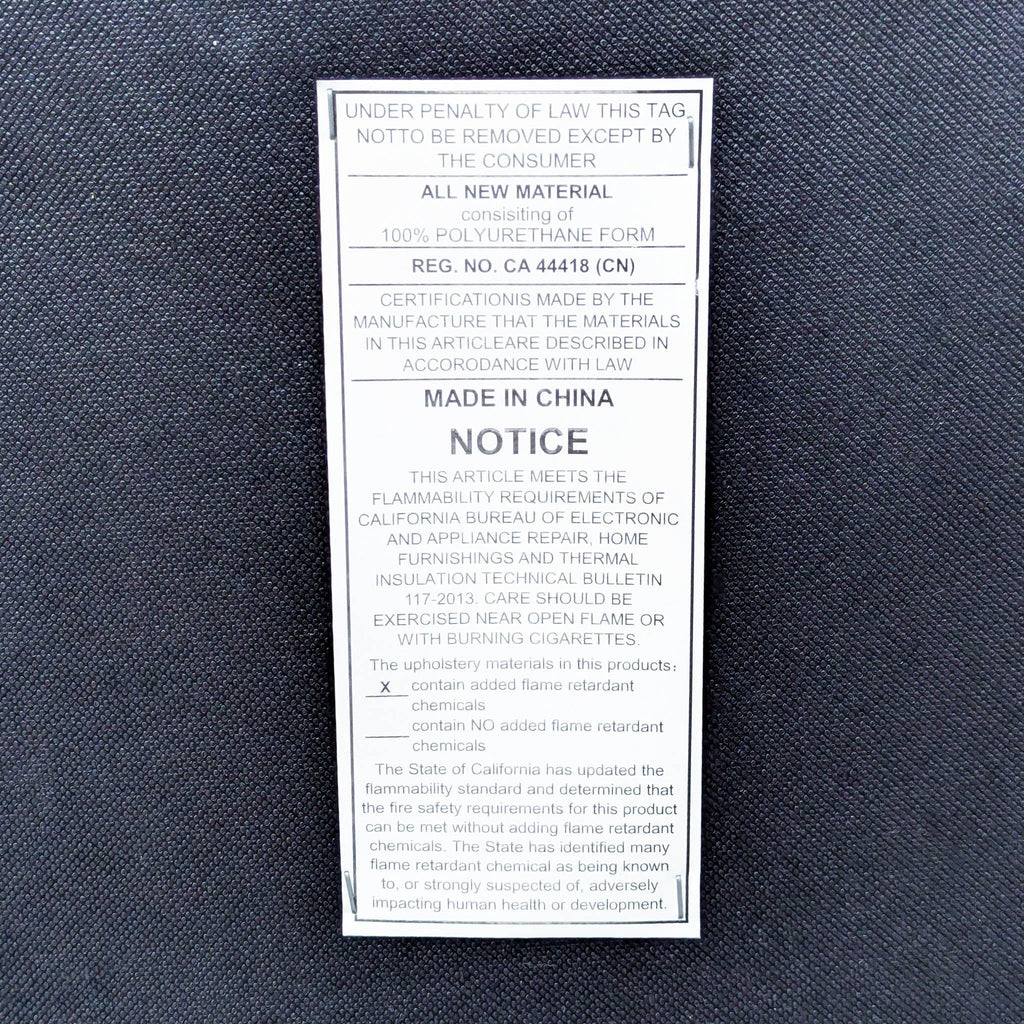 UNDER PENALTY OF LAW THIS TAG
NOTTO BE REMOVED EXCEPT BY
THE CONSUMER
ALL NEW MATERIAL
consisiting of
100% POLYURETHANE FORM
REG. NO. CA 44418 (CN)
CERTIFICATIONIS MADE BY THE
MANUFACTURE THAT THE MATERIALS
IN THIS ARTICLEARE DESCRIBED IN
ACCORODANCE WITH LAW
MADE IN CHINA
NOTICE
THIS ARTICLE MEETS THE
FLAMMABILITY REQUIREMENTS OF
CALIFORNIA BUREAU OF ELECTRONIC
AND APPLIANCE REPAIR, HOME
FURNISHINGS AND THERMAL
INSULATION TECHNICAL BULLETIN
117-2013. CARE SHOULD BE
EXERCISED NEAR OPEN FLAME OR
WITH BURNING CIGARETTES.
The upholstery materials in this products:
X contain added flame retardant
chemicals
contain NO added flame retardant
chemicals
The State of California has updated the
flammability standard and determined that
the fire safety requirements for this product
can be met without adding flame retardant
chemicals. The State has identified many
flame retardant chemical as being known
to, or strongly suspected of, adversely
impacting human health or development.